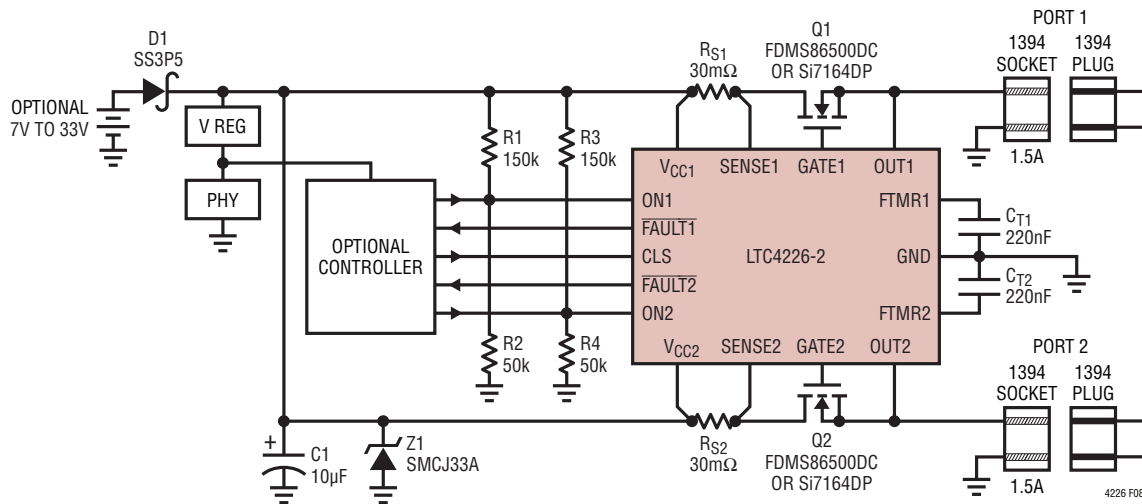 D1
SS3P5
OPTIONAL
7V TO 33V
V REG
PHY
OPTIONAL
CONTROLLER
R1
150k
R3
150k
R2
50k
R4
50k
+
C1
10µF
Z1
SMCJ33A
RS1
30mΩ
Q1
FDMS86500DC
OR Si7164DP
VCC1
SENSE1
GATE1
OUT1
ON1
FAULT1
CLS
FAULT2
ON2
LTC4226-2
FTMR1
GND
FTMR2
VCC2
SENSE2
GATE2
OUT2
RS2
30mΩ
Q2
FDMS86500DC
OR Si7164DP
CT1
220nF
CT2
220nF
PORT 1
1394
SOCKET
1394
PLUG
1.5A
PORT 2
1394
SOCKET
1394
PLUG
1.5A